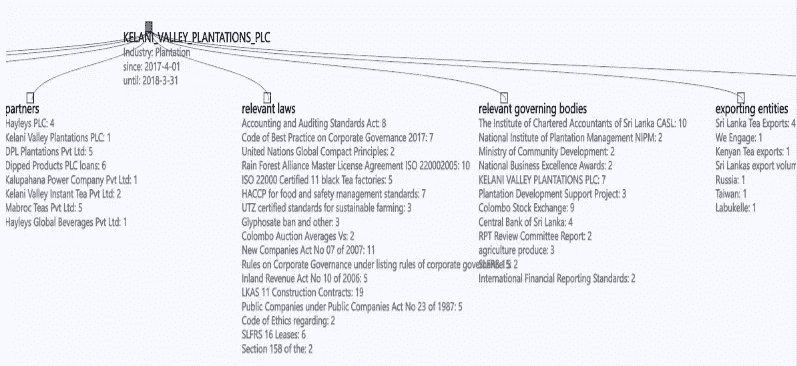 KELANI_VALLEY_PLANTATIONS_PLC
Industry: Plantation
since: 2017-4-01
until: 2018-3-31
partners
Hayleys PLC: 4
Kelani Valley Plantations PLC: 1
DPL Plantations Pvt Ltd: 5
Dipped Products PLC loans: 6
Kalupahana Power Company Pvt Ltd: 1
Kelani Valley Instant Tea Pvt Ltd: 2
Mabroc Teas Pvt Ltd: 5
Hayleys Global Beverages Pvt Ltd: 1
relevant laws
Accounting and Auditing Standards Act: 8
Code of Best Practice on Corporate Governance 2017: 7
United Nations Global Compact Principles: 2
Rain Forest Alliance Master License Agreement ISO 220002005: 10
ISO 22000 Certified 11 black Tea factories: 5
HACCP for food and safety management standards: 7
UTZ certified standards for sustainable farming: 3
Glyphosate ban and other: 3
Colombo Auction Averages Vs: 2
New Companies Act No 07 of 2007: 11
Rules on Corporate Governance under listing rules of corporate
Inland Revenue Act No 10 of 2006: 5
LKAS 11 Construction Contracts: 19
Public Companies under Public Companies Act No 23 of 1987: 5
Code of Ethics regarding: 2
SLFRS 16 Leases: 6
Section 158 of the: 2
relevant governing bodies
The Institute of Chartered Accountants of Sri Lanka CASL: 10
National Institute of Plantation Management NIPM: 2
Ministry of Community Development: 2
National Business Excellence Awards: 2
KELANI VALLEY PLANTATIONS PLC: 7
Plantation Development Support Project: 3
Colombo Stock Exchange: 9
Central Bank of Sri Lanka: 4
RPT Review Committee Report: 2
agriculture produce: 3
International Financial Reporting Standards: 2
exporting entities
Sri Lanka Tea Exports: 4
We Engage: 1
Kenyan Tea exports: 1
Sri Lankas export volum
Russia: 1
Taiwan: 1
Labukelle: 1